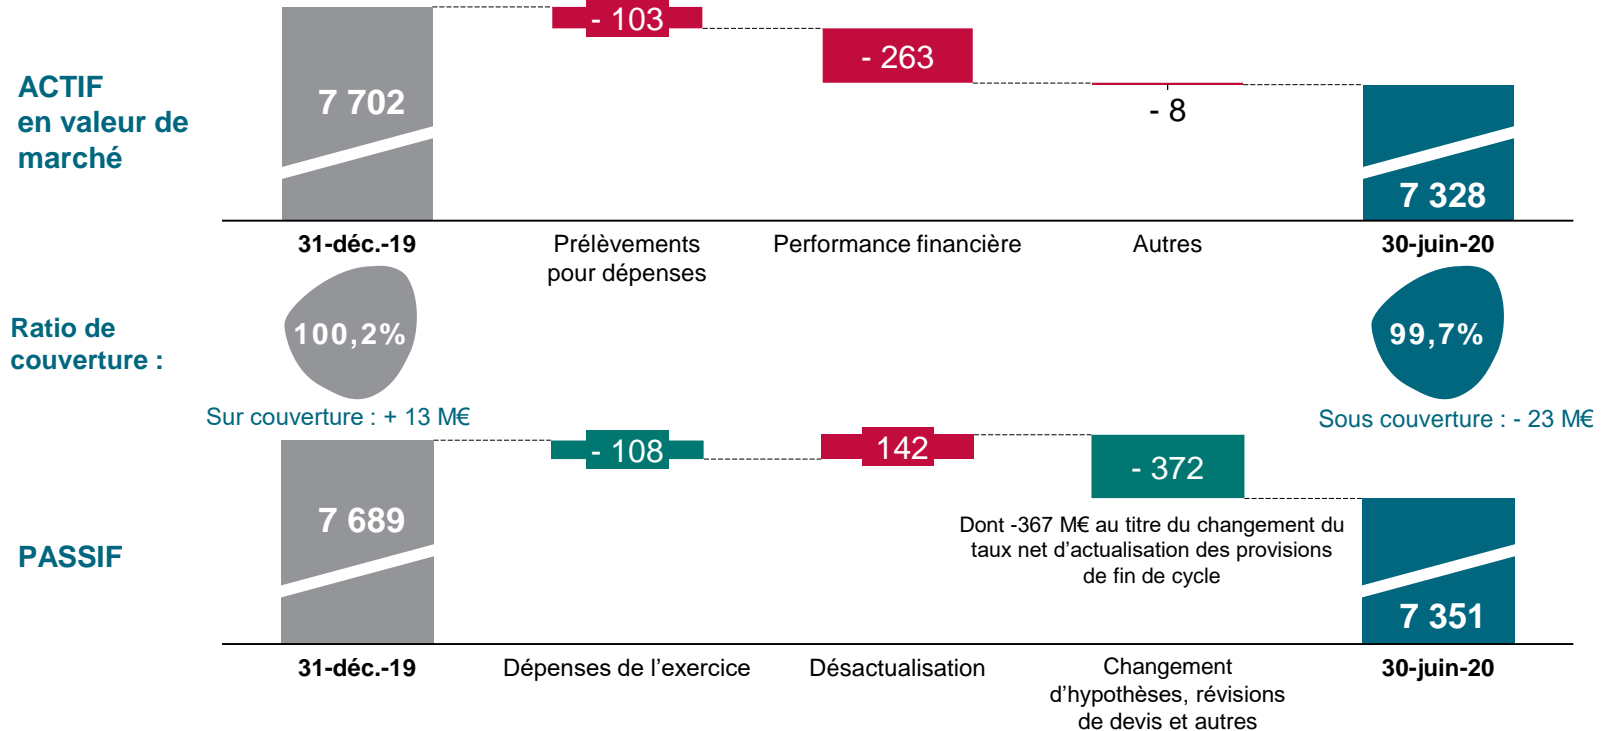 ACTIF
en valeur de
marché
7 702
- 103
- 263
- 8
7 328
31-déc.-19
Prélèvements
pour dépenses
Performance financière
Autres
30-juin-20
Ratio de
couverture :
100,2%
99,7%
Sur couverture : + 13 M€
Sous couverture : - 23 M€
PASSIF
7 689
- 108
142
- 372
Dont -367 M€ au titre du changement du
taux net d’actualisation des provisions
de fin de cycle
7 351
31-déc.-19
Dépenses de l’exercice
Désactualisation
Changement
d’hypothèses, révisions
de devis et autres
30-juin-20